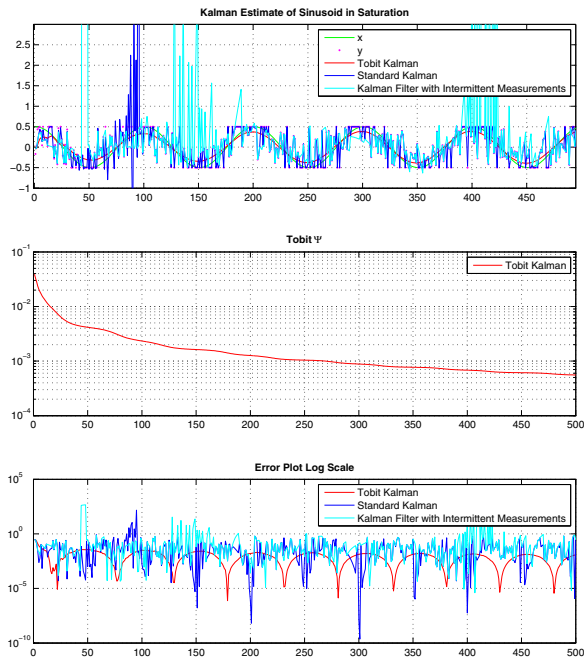 Kalman Estimate of Sinusoid in Saturation
x
y
Tobit Kalman
Standard Kalman
Kalman Filter with Intermittent Measurements
2.5
2
1.5
1
0.5
0
−0.5
−1
0 50 100 150 200 250 300 350 400 450
Tobit Ψ
Tobit Kalman
10^−1
10^−2
10^−3
10^−4
0 50 100 150 200 250 300 350 400 450 500
Error Plot Log Scale
Tobit Kalman
Standard Kalman
Kalman Filter with Intermittent Measurements
10^5
10^0
10^−5
10^−10
0 50 100 150 200 250 300 350 400 450 500